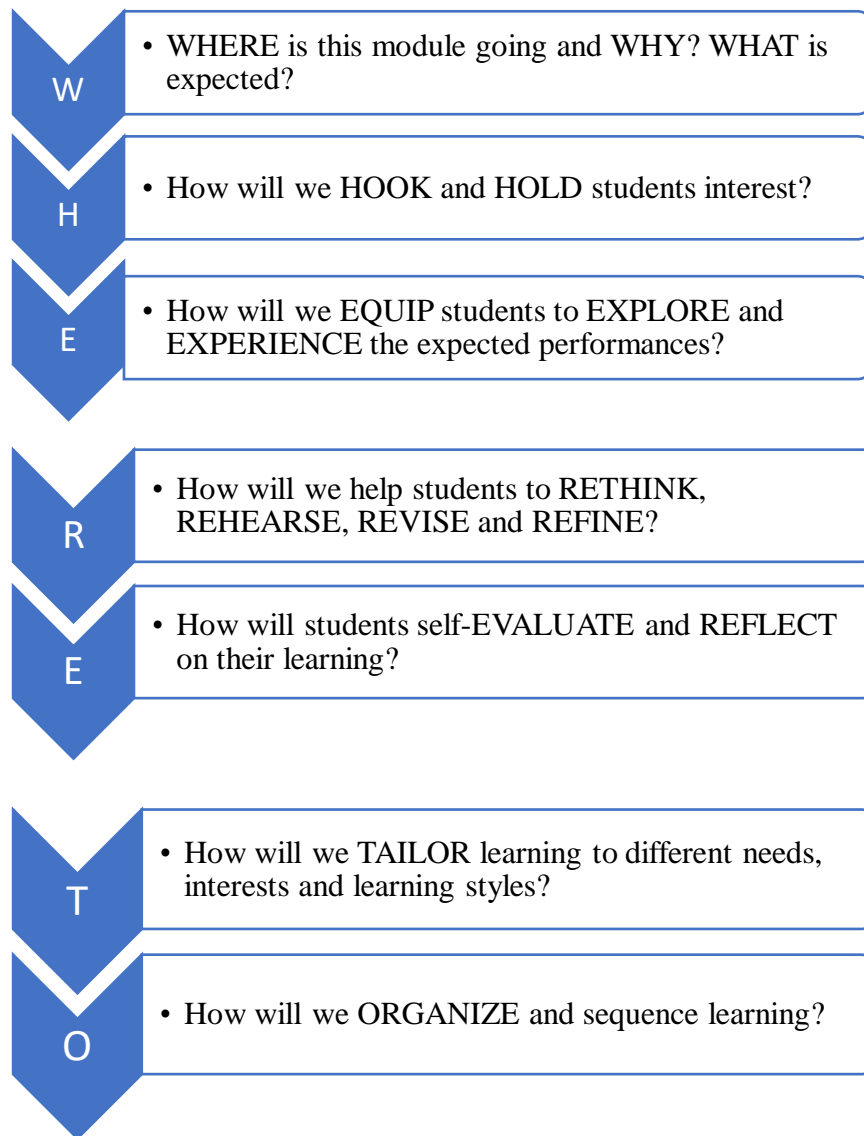 W
• WHERE is this module going and WHY? WHAT is
expected?
H
• How will we HOOK and HOLD students interest?
E
• How will we EQUIP students to EXPLORE and
EXPERIENCE the expected performances?
R
• How will we help students to RETHINK,
REHEARSE, REVISE and REFINE?
E
• How will students self-EVALUATE and REFLECT
on their learning?
T
• How will we TAILOR learning to different needs,
interests and learning styles?
O
• How will we ORGANIZE and sequence learning?